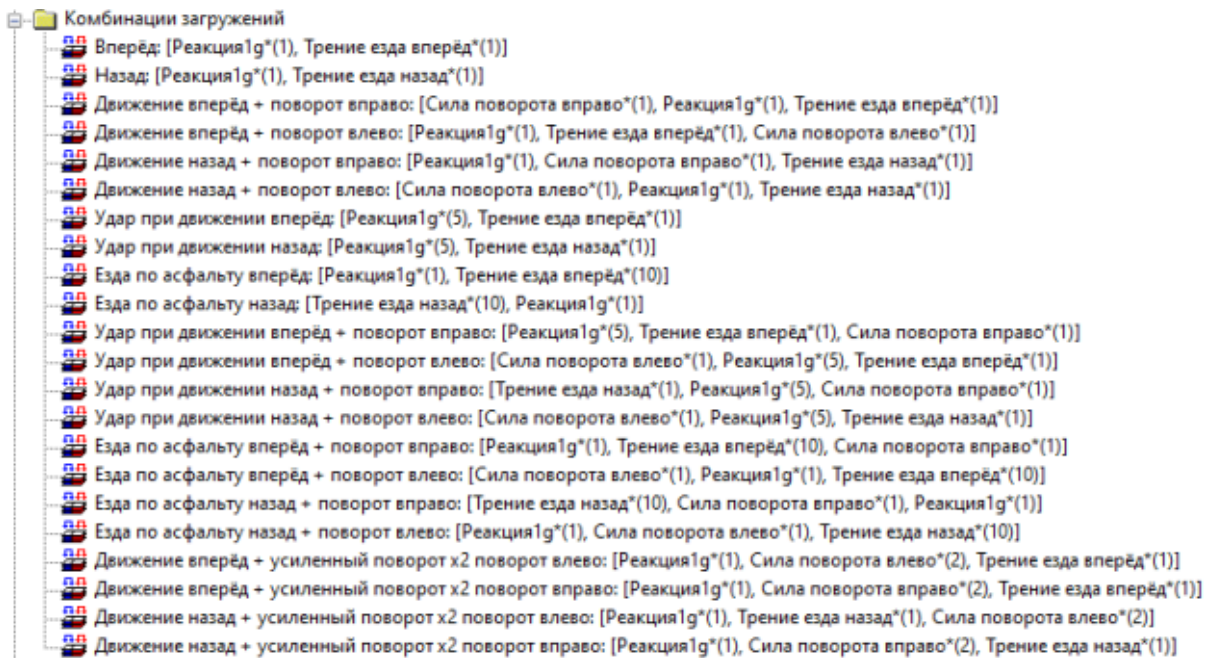 Комбинации загружений
Вперёд: [Реакция1g*(1), Трение езда вперёд*(1)]
Назад: [Реакция1g*(1), Трение езда назад*(1)]
Движение вперёд + поворот вправо: [Сила поворота вправо*(1), Реакция1g*(1), Трение езда вперёд*(1)]
Движение вперёд + поворот влево: [Реакция1g*(1), Трение езда вперёд*(1), Сила поворота влево*(1)]
Движение назад + поворот вправо: [Реакция1g*(1), Сила поворота вправо*(1), Трение езда назад*(1)]
Движение назад + поворот влево: [Сила поворота влево*(1), Реакция1g*(1), Трение езда назад*(1)]
Удар при движении вперёд: [Реакция1g*(5), Трение езда вперёд*(1)]
Удар при движении назад: [Реакция1g*(5), Трение езда назад*(1)]
Езда по асфальту вперёд: [Реакция1g*(1), Трение езда вперёд*(10)]
Езда по асфальту назад: [Трение езда назад*(10), Реакция1g*(1)]
Удар при движении вперёд + поворот вправо: [Реакция1g*(5), Трение езда вперёд*(1), Сила поворота вправо*(1)]
Удар при движении вперёд + поворот влево: [Сила поворота влево*(1), Реакция1g*(5), Трение езда вперёд*(1)]
Удар при движении назад + поворот вправо: [Трение езда назад*(1), Реакция1g*(5), Сила поворота вправо*(1)]
Удар при движении назад + поворот влево: [Сила поворота влево*(1), Реакция1g*(5), Трение езда назад*(1)]
Езда по асфальту вперёд + поворот вправо: [Реакция1g*(1), Трение езда вперёд*(10), Сила поворота вправо*(1)]
Езда по асфальту вперёд + поворот влево: [Сила поворота влево*(1), Реакция1g*(1), Трение езда вперёд*(10)]
Езда по асфальту назад + поворот вправо: [Трение езда назад*(10), Сила поворота вправо*(1), Реакция1g*(1)]
Езда по асфальту назад + поворот влево: [Реакция1g*(1), Сила поворота влево*(1), Трение езда назад*(10)]
Движение вперёд + усиленный поворот x2 поворот влево: [Реакция1g*(1), Сила поворота влево*(2), Трение езда вперёд*(1)]
Движение вперёд + усиленный поворот x2 поворот вправо: [Реакция1g*(1), Сила поворота вправо*(2), Трение езда вперёд*(1)]
Движение назад + усиленный поворот x2 поворот влево: [Реакция1g*(1), Трение езда назад*(1), Сила поворота влево*(2)]
Движение назад + усиленный поворот x2 поворот вправо: [Реакция1g*(1), Сила поворота вправо*(2), Трение езда назад*(1)]